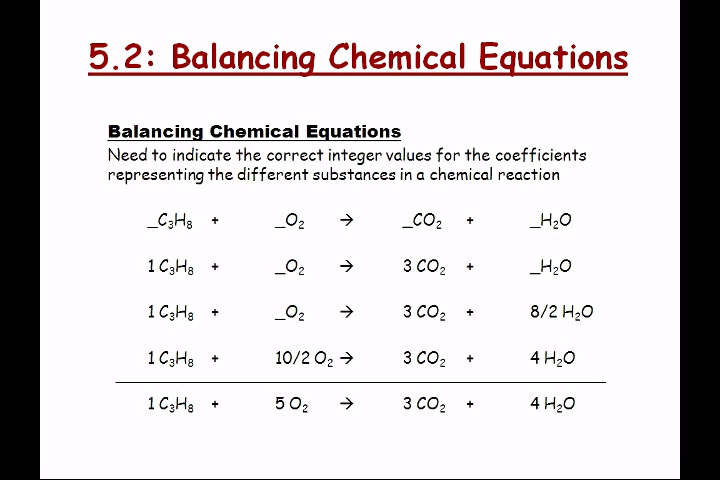 5.2: Balancing Chemical Equations
Balancing Chemical Equations
Need to indicate the correct integer values for the coefficients
representing the different substances in a chemical reaction
_C₃H₈ + _O₂ → _CO₂ + _H₂O
1 C₃H₈ + _O₂ → 3 CO₂ + _H₂O
1 C₃H₈ + _O₂ → 3 CO₂ + 8/2 H₂O
1 C₃H₈ + 10/2 O₂ → 3 CO₂ + 4 H₂O
1 C₃H₈ + 5 O₂ → 3 CO₂ + 4 H₂O